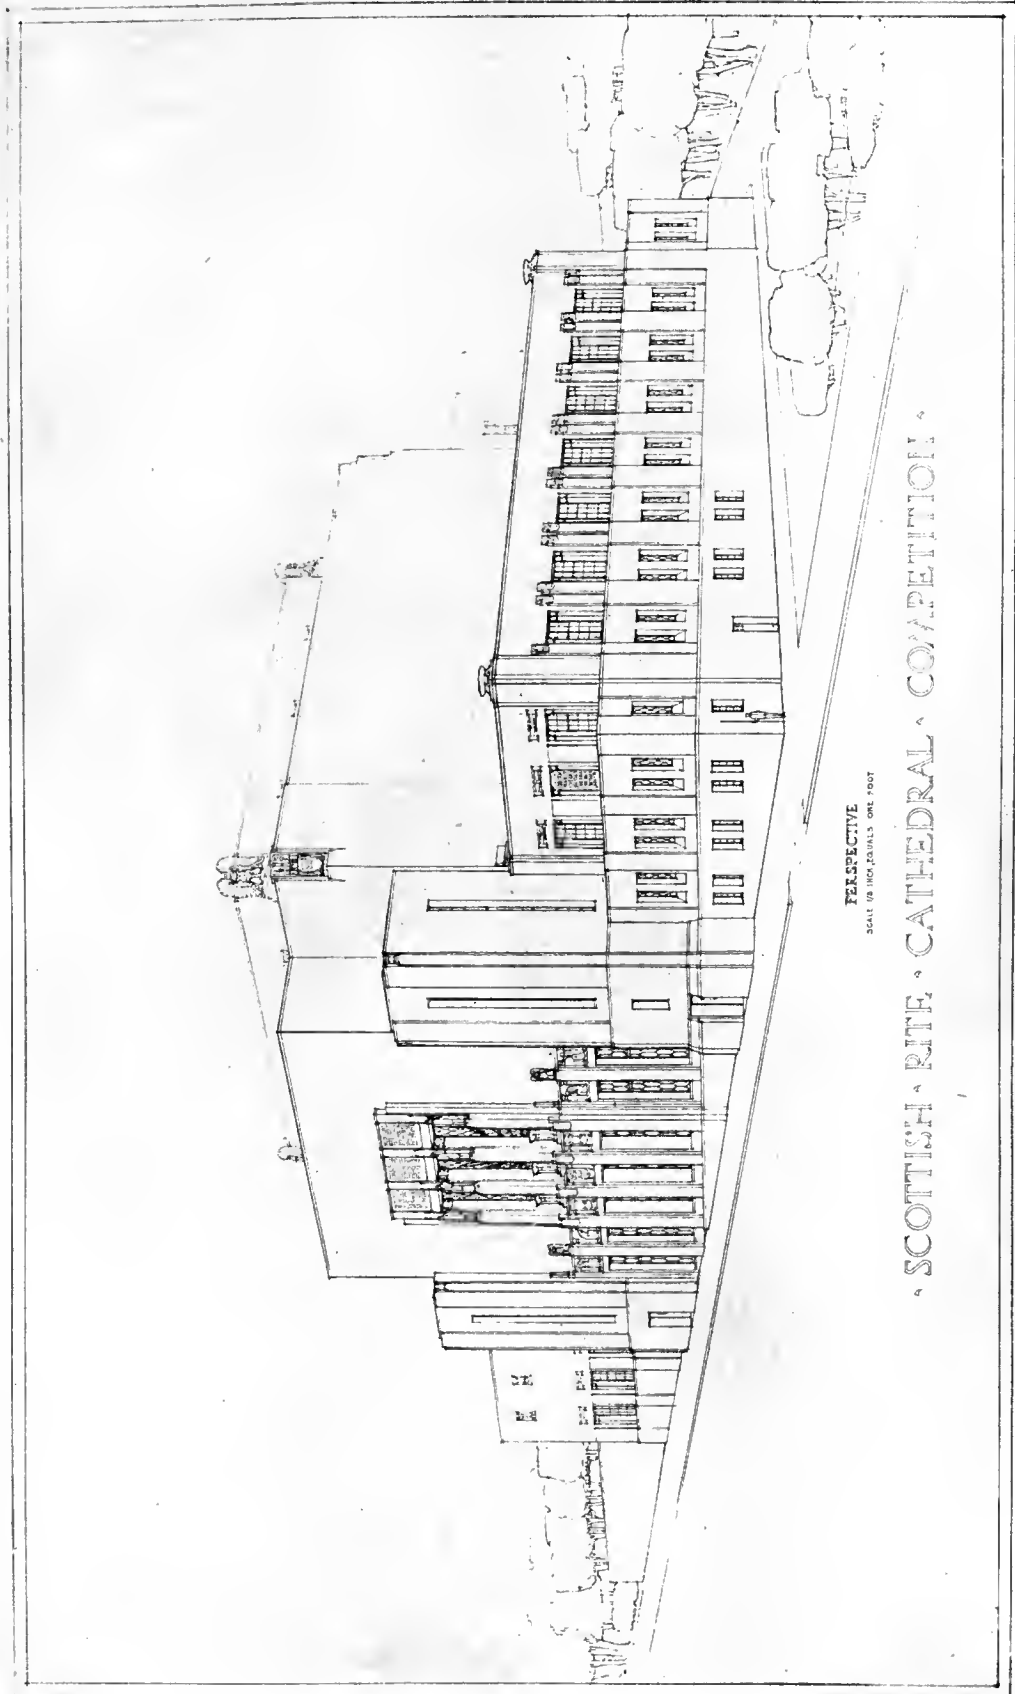 PERSPECTIVE
SCALE 1/8 INCH EQUALS ONE FOOT
· SCOTTISH · RITE · CATHEDRAL · COMPETITION ·